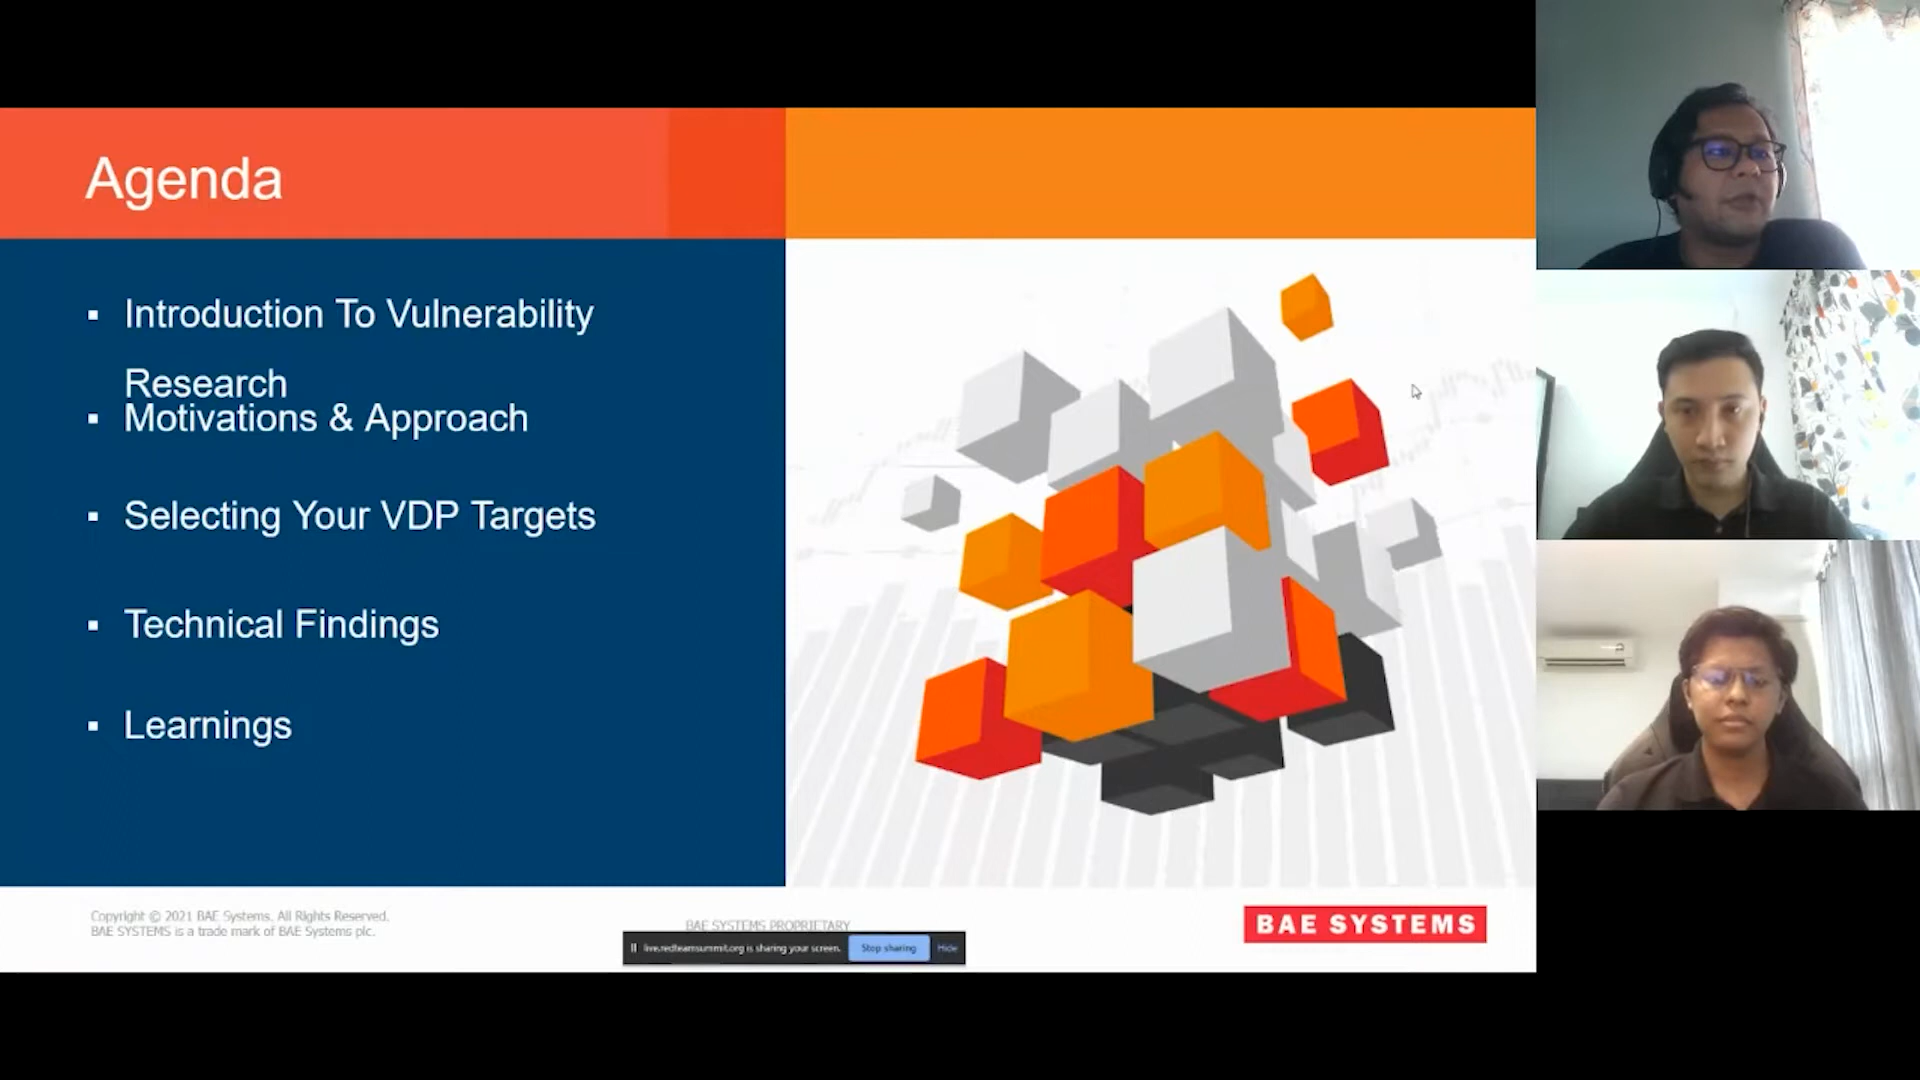 Agenda
▪ Introduction To Vulnerability
Research
▪ Motivations & Approach
▪ Selecting Your VDP Targets
▪ Technical Findings
▪ Learnings
Copyright © 2021 BAE Systems. All Rights Reserved.
BAE SYSTEMS is a trade mark of BAE Systems plc.
BAE SYSTEMS PROPRIETARY
live.redteamsummit.org is sharing your screen. Stop sharing Hide
BAE SYSTEMS